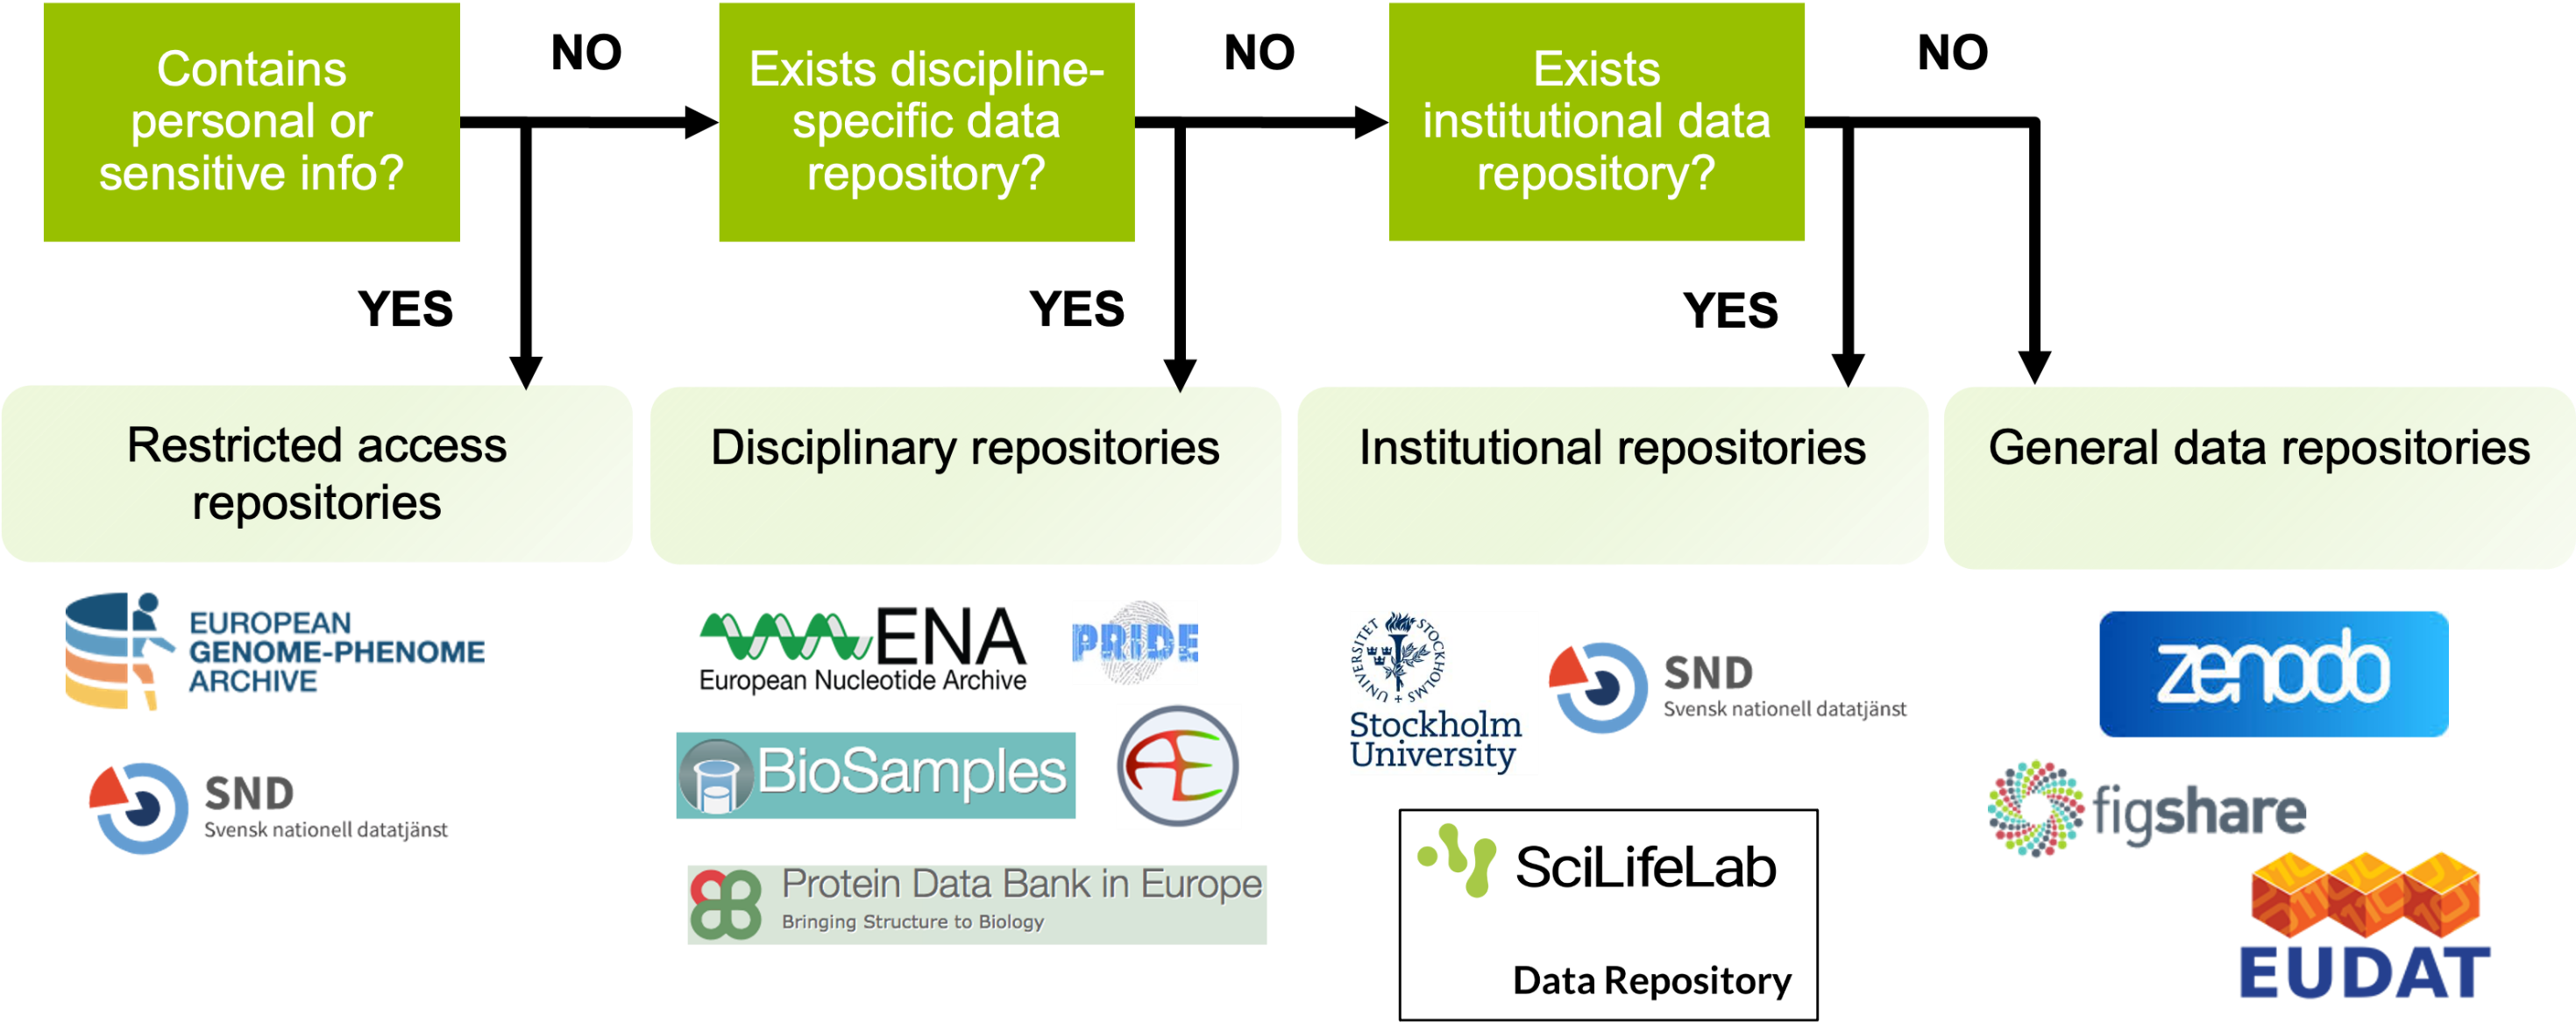 Contains
personal or
sensitive info?
NO
Exists discipline-
specific data
repository?
NO
Exists
institutional data
repository?
NO
YES
YES
YES
Restricted access
repositories
Disciplinary repositories
Institutional repositories
General data repositories
EUROPEAN
GENOME-PHENOME
ARCHIVE
SND
Svensk nationell datatjänst
ENA
European Nucleotide Archive
PRIDE
BioSamples
AE
Protein Data Bank in Europe
Bringing Structure to Biology
STOCKHOLMS UNIVERSITET
Stockholm
University
SND
Svensk nationell datatjänst
SciLifeLab
Data Repository
zenodo
figshare
EUDAT